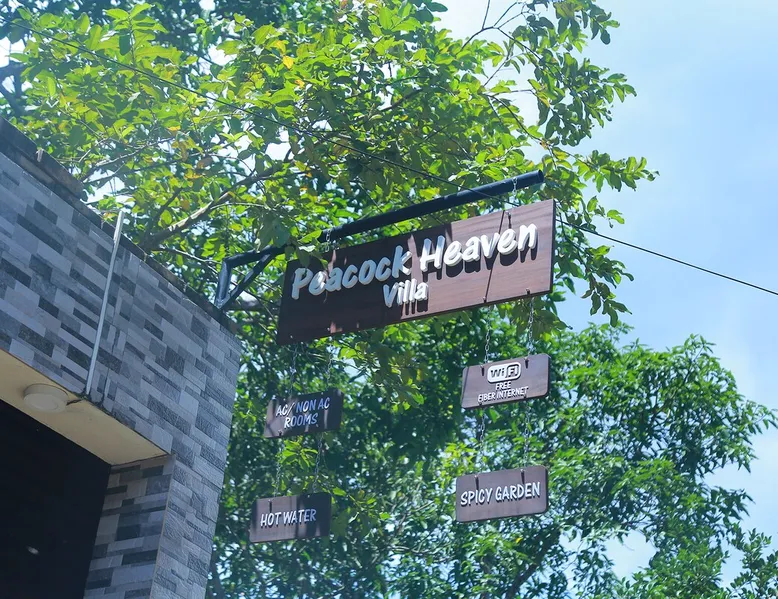 Peacock Heaven
Villa
AC/NON AC
ROOMS
WiFi
FREE
FIBER INTERNET
HOT WATER
SPICY GARDEN